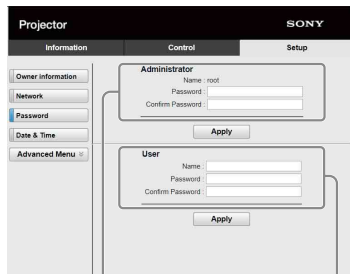 Projector
SONY
Information
Control
Setup
Owner information
Network
Password
Date & Time
Advanced Menu
Administrator
Name : root
Password :
Confirm Password :
Apply
User
Name :
Password :
Confirm Password :
Apply